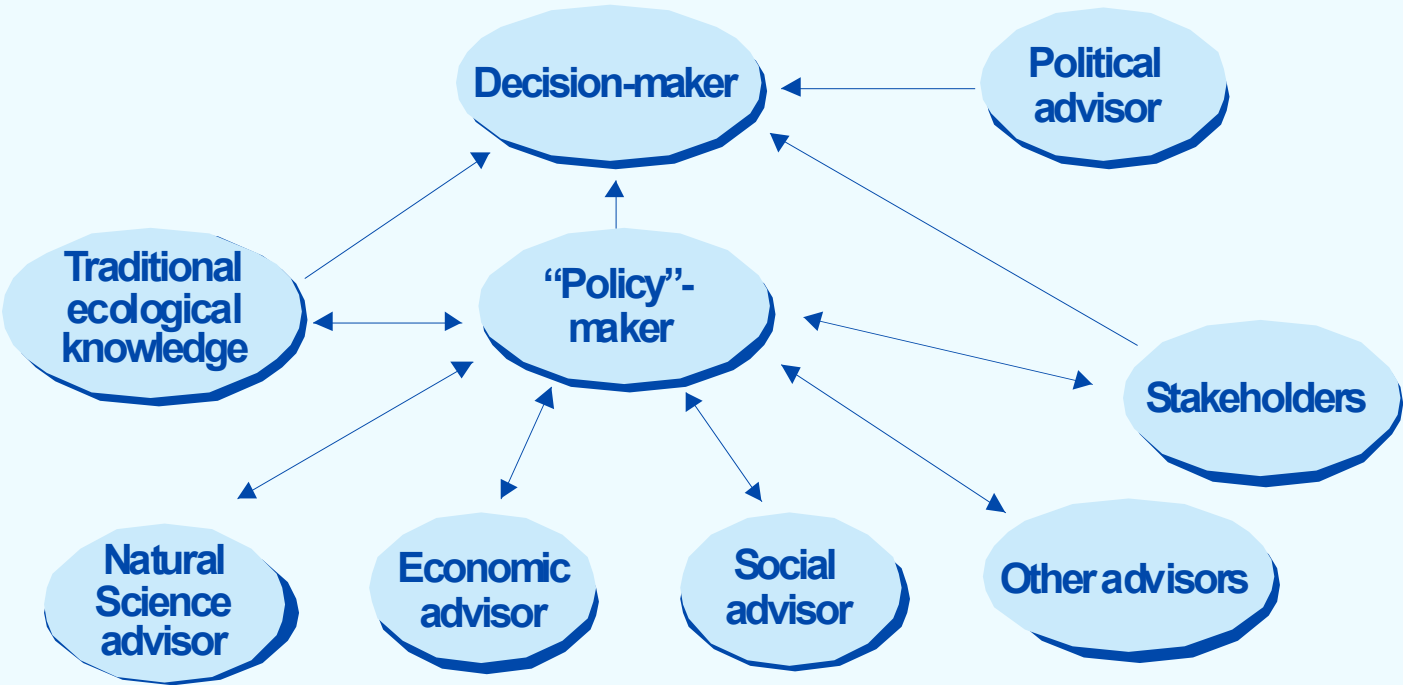 Decision-maker
Political
advisor
Traditional
ecological
knowledge
“Policy”-
maker
Stakeholders
Natural
Science
advisor
Economic
advisor
Social
advisor
Other advisors